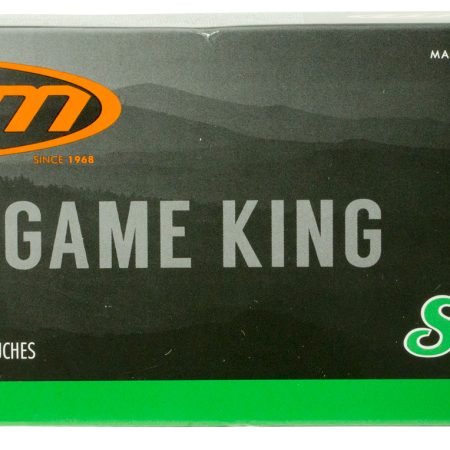 m
MA
SINCE 1968
GAME KING
UCHES
S